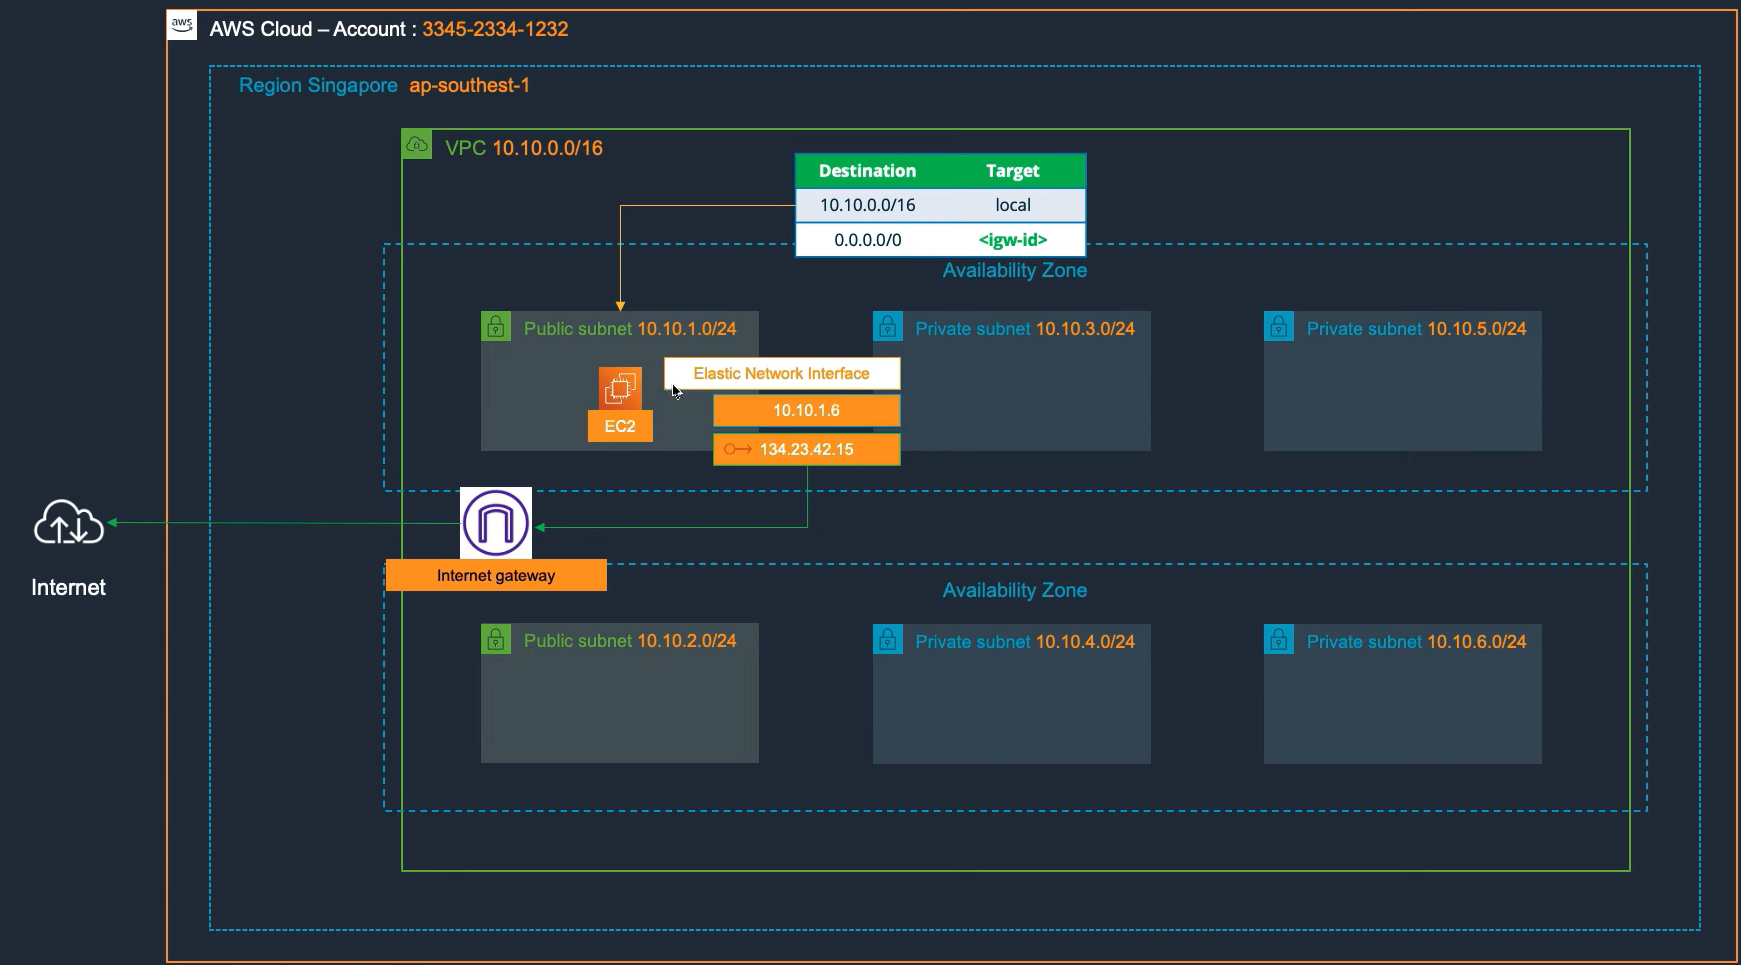 aws
AWS Cloud – Account : 3345-2334-1232
Region Singapore ap-southest-1
VPC 10.10.0.0/16
Destination Target
10.10.0.0/16 local
0.0.0.0/0 <igw-id>
Availability Zone
Public subnet 10.10.1.0/24
Private subnet 10.10.3.0/24
Private subnet 10.10.5.0/24
Elastic Network Interface
10.10.1.6
EC2
134.23.42.15
Internet
Internet gateway
Availability Zone
Public subnet 10.10.2.0/24
Private subnet 10.10.4.0/24
Private subnet 10.10.6.0/24